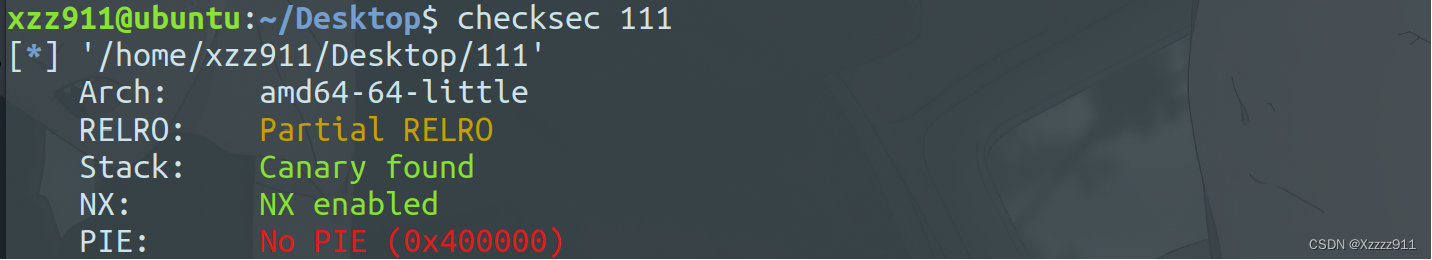 xzz911@ubuntu:~/Desktop$ checksec 111
[*] '/home/xzz911/Desktop/111'
Arch: amd64-64-little
RELRO: Partial RELRO
Stack: Canary found
NX: NX enabled
PIE: No PIE (0x400000)
CSDN @Xzzzz911